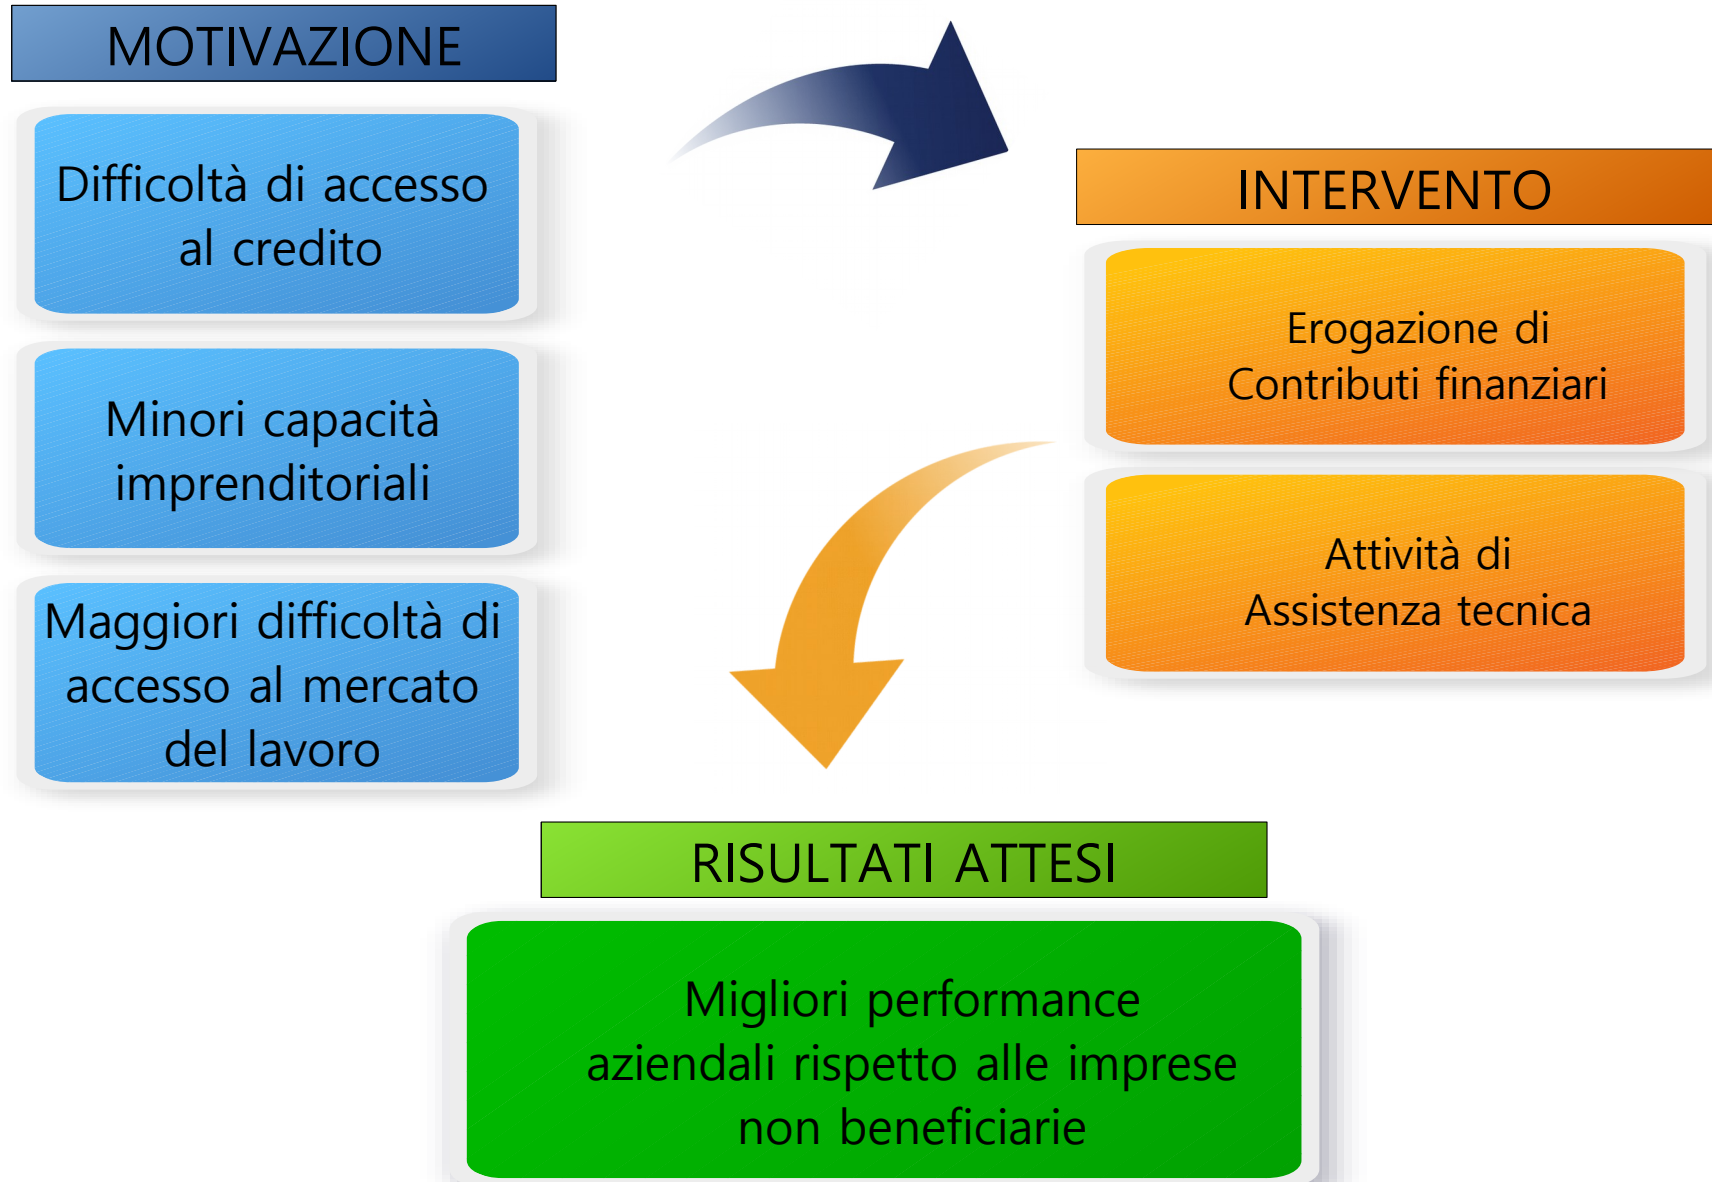 MOTIVAZIONE
Difficoltà di accesso
al credito
Minori capacità
imprenditoriali
Maggiori difficoltà di
accesso al mercato
del lavoro
INTERVENTO
Erogazione di
Contributi finanziari
Attività di
Assistenza tecnica
RISULTATI ATTESI
Migliori performance
aziendali rispetto alle imprese
non beneficiarie